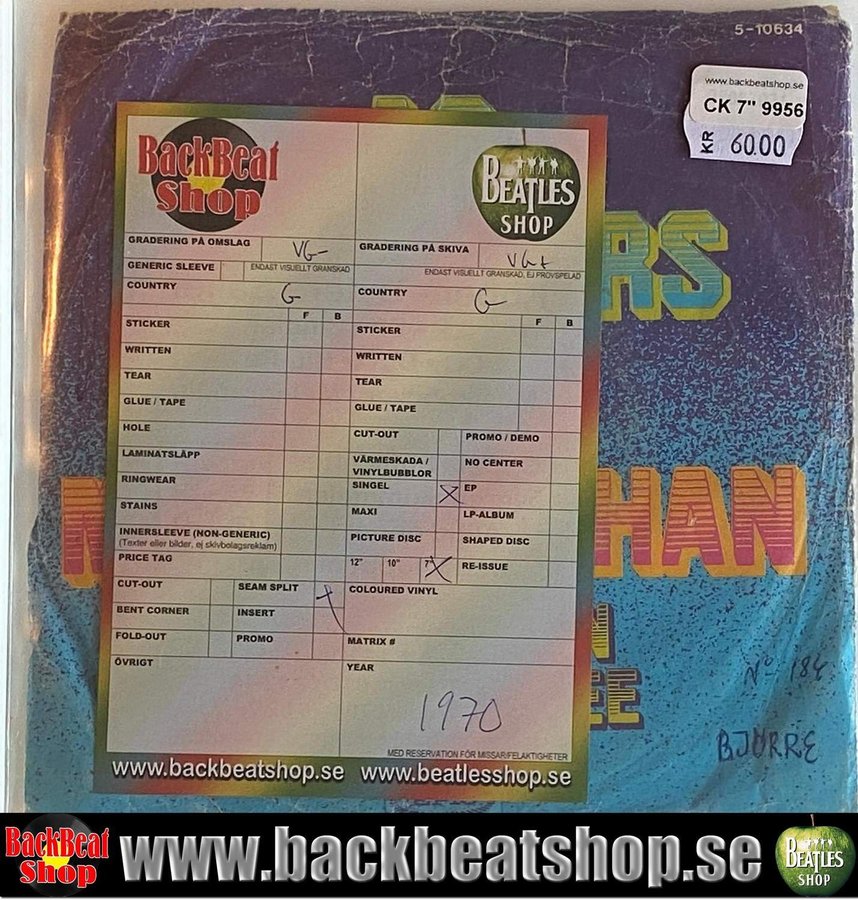 5-10634
www.backbeatshop.se
CK 7" 9956
KR 60.00
BackBeat
Shop
BEATLES
SHOP
GRADERING PÅ OMSLAG VG-
GRADERING PÅ SKIVA VG+
GENERIC SLEEVE
ENDAST VISUELLT GRANSKAD
ENDAST VISUELLT GRANSKAD, EJ PROVSPELAD
COUNTRY G
COUNTRY G
F B
F B
STICKER
STICKER
WRITTEN
WRITTEN
TEAR
TEAR
GLUE / TAPE
GLUE / TAPE
HOLE
CUT-OUT
PROMO / DEMO
LAMINATSLÄPP
VÄRMESKADA /
VINYLBUBBLOR
NO CENTER
RINGWEAR
SINGEL X
EP
STAINS
MAXI
LP-ALBUM
INNERSLEEVE (NON-GENERIC)
(Texter eller bilder, ej skivbolagsreklam)
PICTURE DISC
SHAPED DISC
PRICE TAG
12" 10" 7" X
RE-ISSUE
CUT-OUT
SEAM SPLIT X
COLOURED VINYL
BENT CORNER
INSERT
FOLD-OUT
PROMO
MATRIX #
ÖVRIGT
YEAR
1970
MED RESERVATION FÖR MISSAR/FELAKTIGHETER
www.backbeatshop.se www.beatlesshop.se
RS
HAN
N
EE
No 184
BJURRE
BackBeat
Shop
www.backbeatshop.se
BEATLES
SHOP